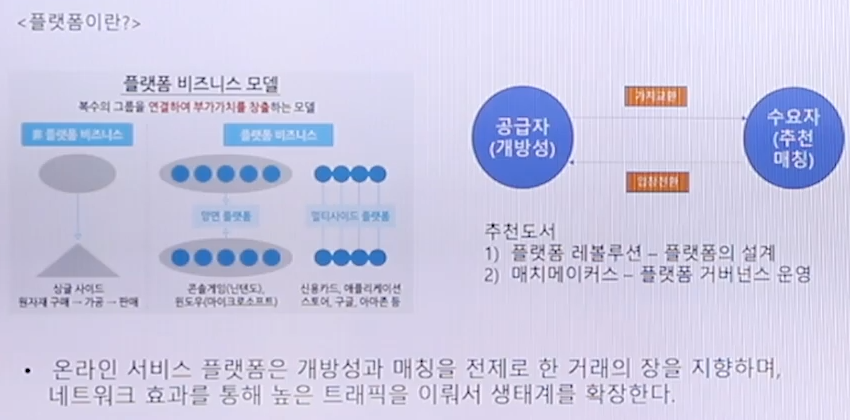 <플랫폼이란?>
플랫폼 비즈니스 모델
복수의 그룹을 연결하여 부가가치를 창출하는 모델
非 플랫폼 비즈니스
플랫폼 비즈니스
양면 플랫폼
멀티사이드 플랫폼
싱글 사이드
원자재 구매 → 가공 → 판매
콘솔게임(닌텐도),
윈도우(마이크로소프트)
신용카드, 애플리케이션
스토어, 구글, 아마존 등
가치교환
공급자
(개방성)
수요자
(추천
매칭)
입장전환
추천도서
1) 플랫폼 레볼루션 – 플랫폼의 설계
2) 매치메이커스 – 플랫폼 거버넌스 운영
• 온라인 서비스 플랫폼은 개방성과 매칭을 전제로 한 거래의 장을 지향하며,
네트워크 효과를 통해 높은 트래픽을 이뤄서 생태계를 확장한다.